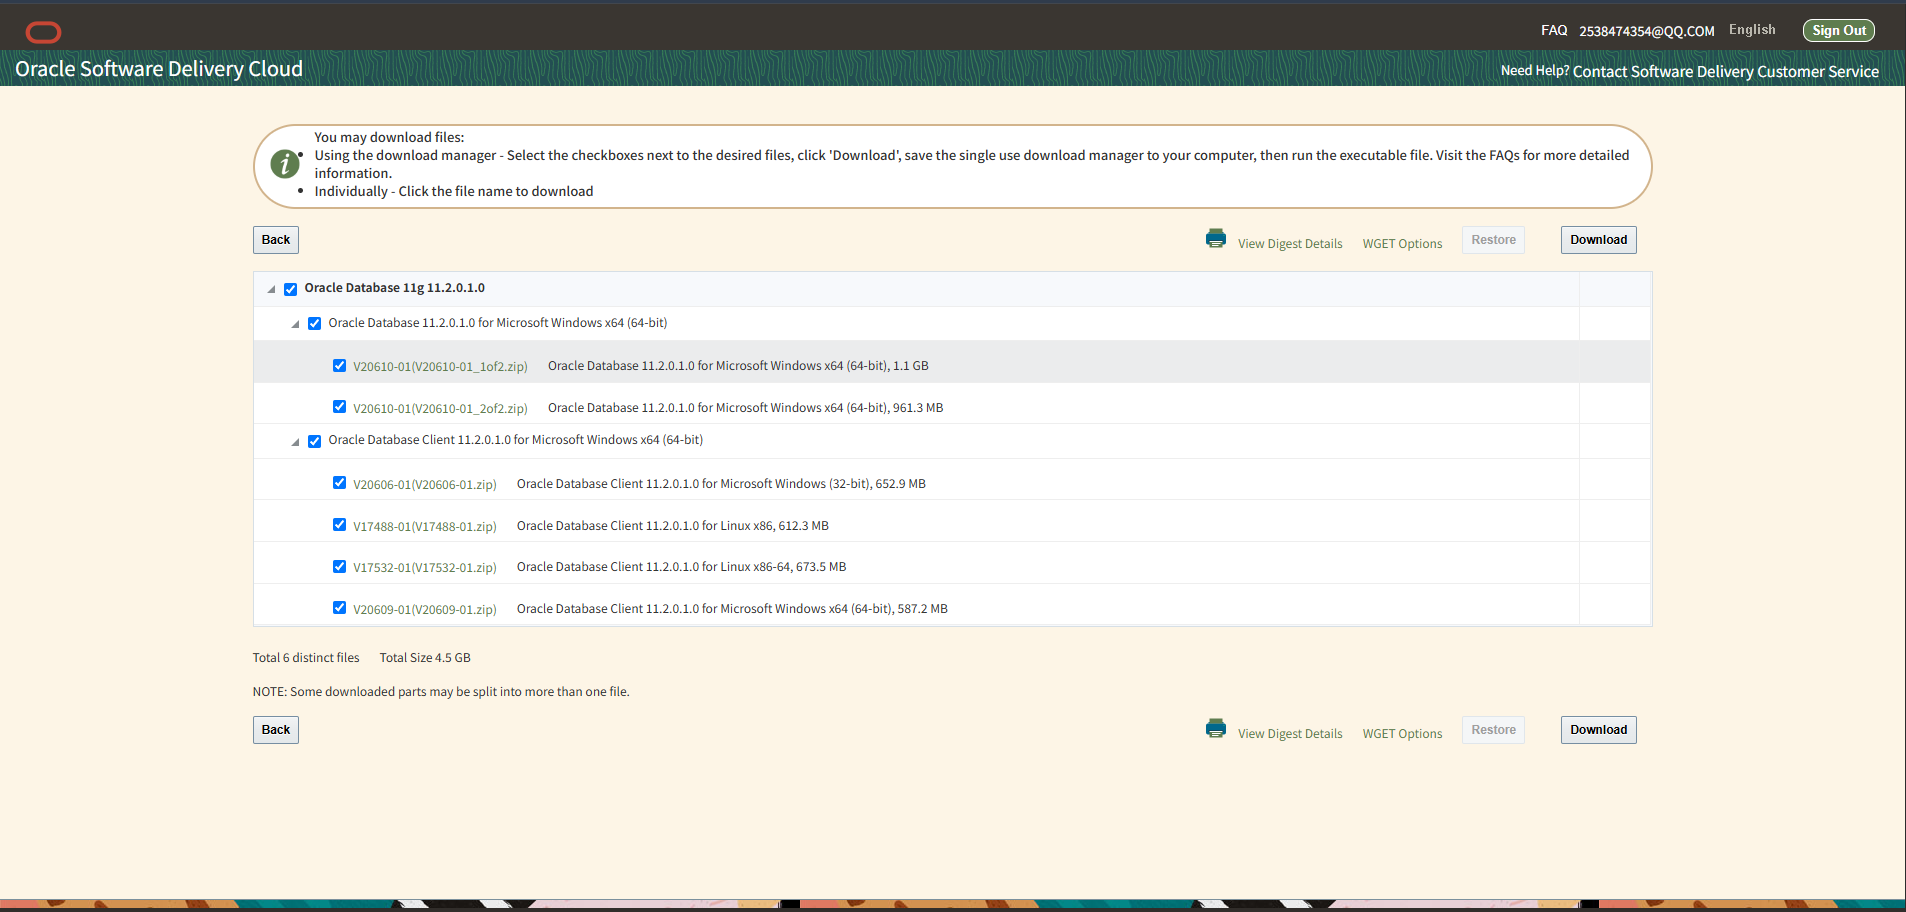 FAQ 2538474354@QQ.COM English Sign Out
Oracle Software Delivery Cloud
Need Help? Contact Software Delivery Customer Service
You may download files:
Using the download manager - Select the checkboxes next to the desired files, click 'Download', save the single use download manager to your computer, then run the executable file. Visit the FAQs for more detailed
information.
Individually - Click the file name to download
Back View Digest Details WGET Options Restore Download
Oracle Database 11g 11.2.0.1.0
Oracle Database 11.2.0.1.0 for Microsoft Windows x64 (64-bit)
V20610-01(V20610-01_1of2.zip) Oracle Database 11.2.0.1.0 for Microsoft Windows x64 (64-bit), 1.1 GB
V20610-01(V20610-01_2of2.zip) Oracle Database 11.2.0.1.0 for Microsoft Windows x64 (64-bit), 961.3 MB
Oracle Database Client 11.2.0.1.0 for Microsoft Windows x64 (64-bit)
V20606-01(V20606-01.zip) Oracle Database Client 11.2.0.1.0 for Microsoft Windows (32-bit), 652.9 MB
V17488-01(V17488-01.zip) Oracle Database Client 11.2.0.1.0 for Linux x86, 612.3 MB
V17532-01(V17532-01.zip) Oracle Database Client 11.2.0.1.0 for Linux x86-64, 673.5 MB
V20609-01(V20609-01.zip) Oracle Database Client 11.2.0.1.0 for Microsoft Windows x64 (64-bit), 587.2 MB
Total 6 distinct files Total Size 4.5 GB
NOTE: Some downloaded parts may be split into more than one file.
Back View Digest Details WGET Options Restore Download